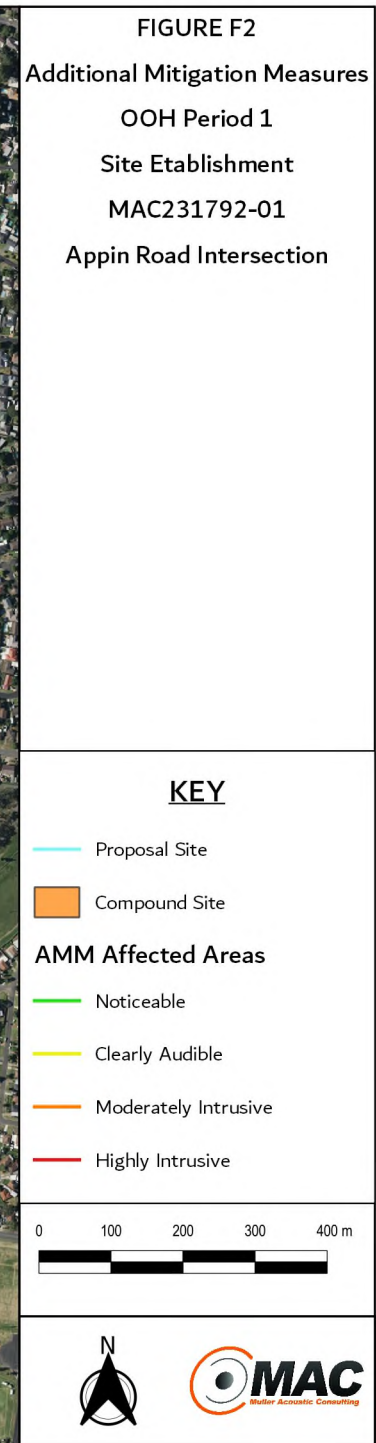 FIGURE F2
Additional Mitigation Measures
OOH Period 1
Site Etablishment
MAC231792-01
Appin Road Intersection
KEY
Proposal Site
Compound Site
AMM Affected Areas
Noticeable
Clearly Audible
Moderately Intrusive
Highly Intrusive
0 100 200 300 400 m
N
MAC
Muller Acoustic Consulting